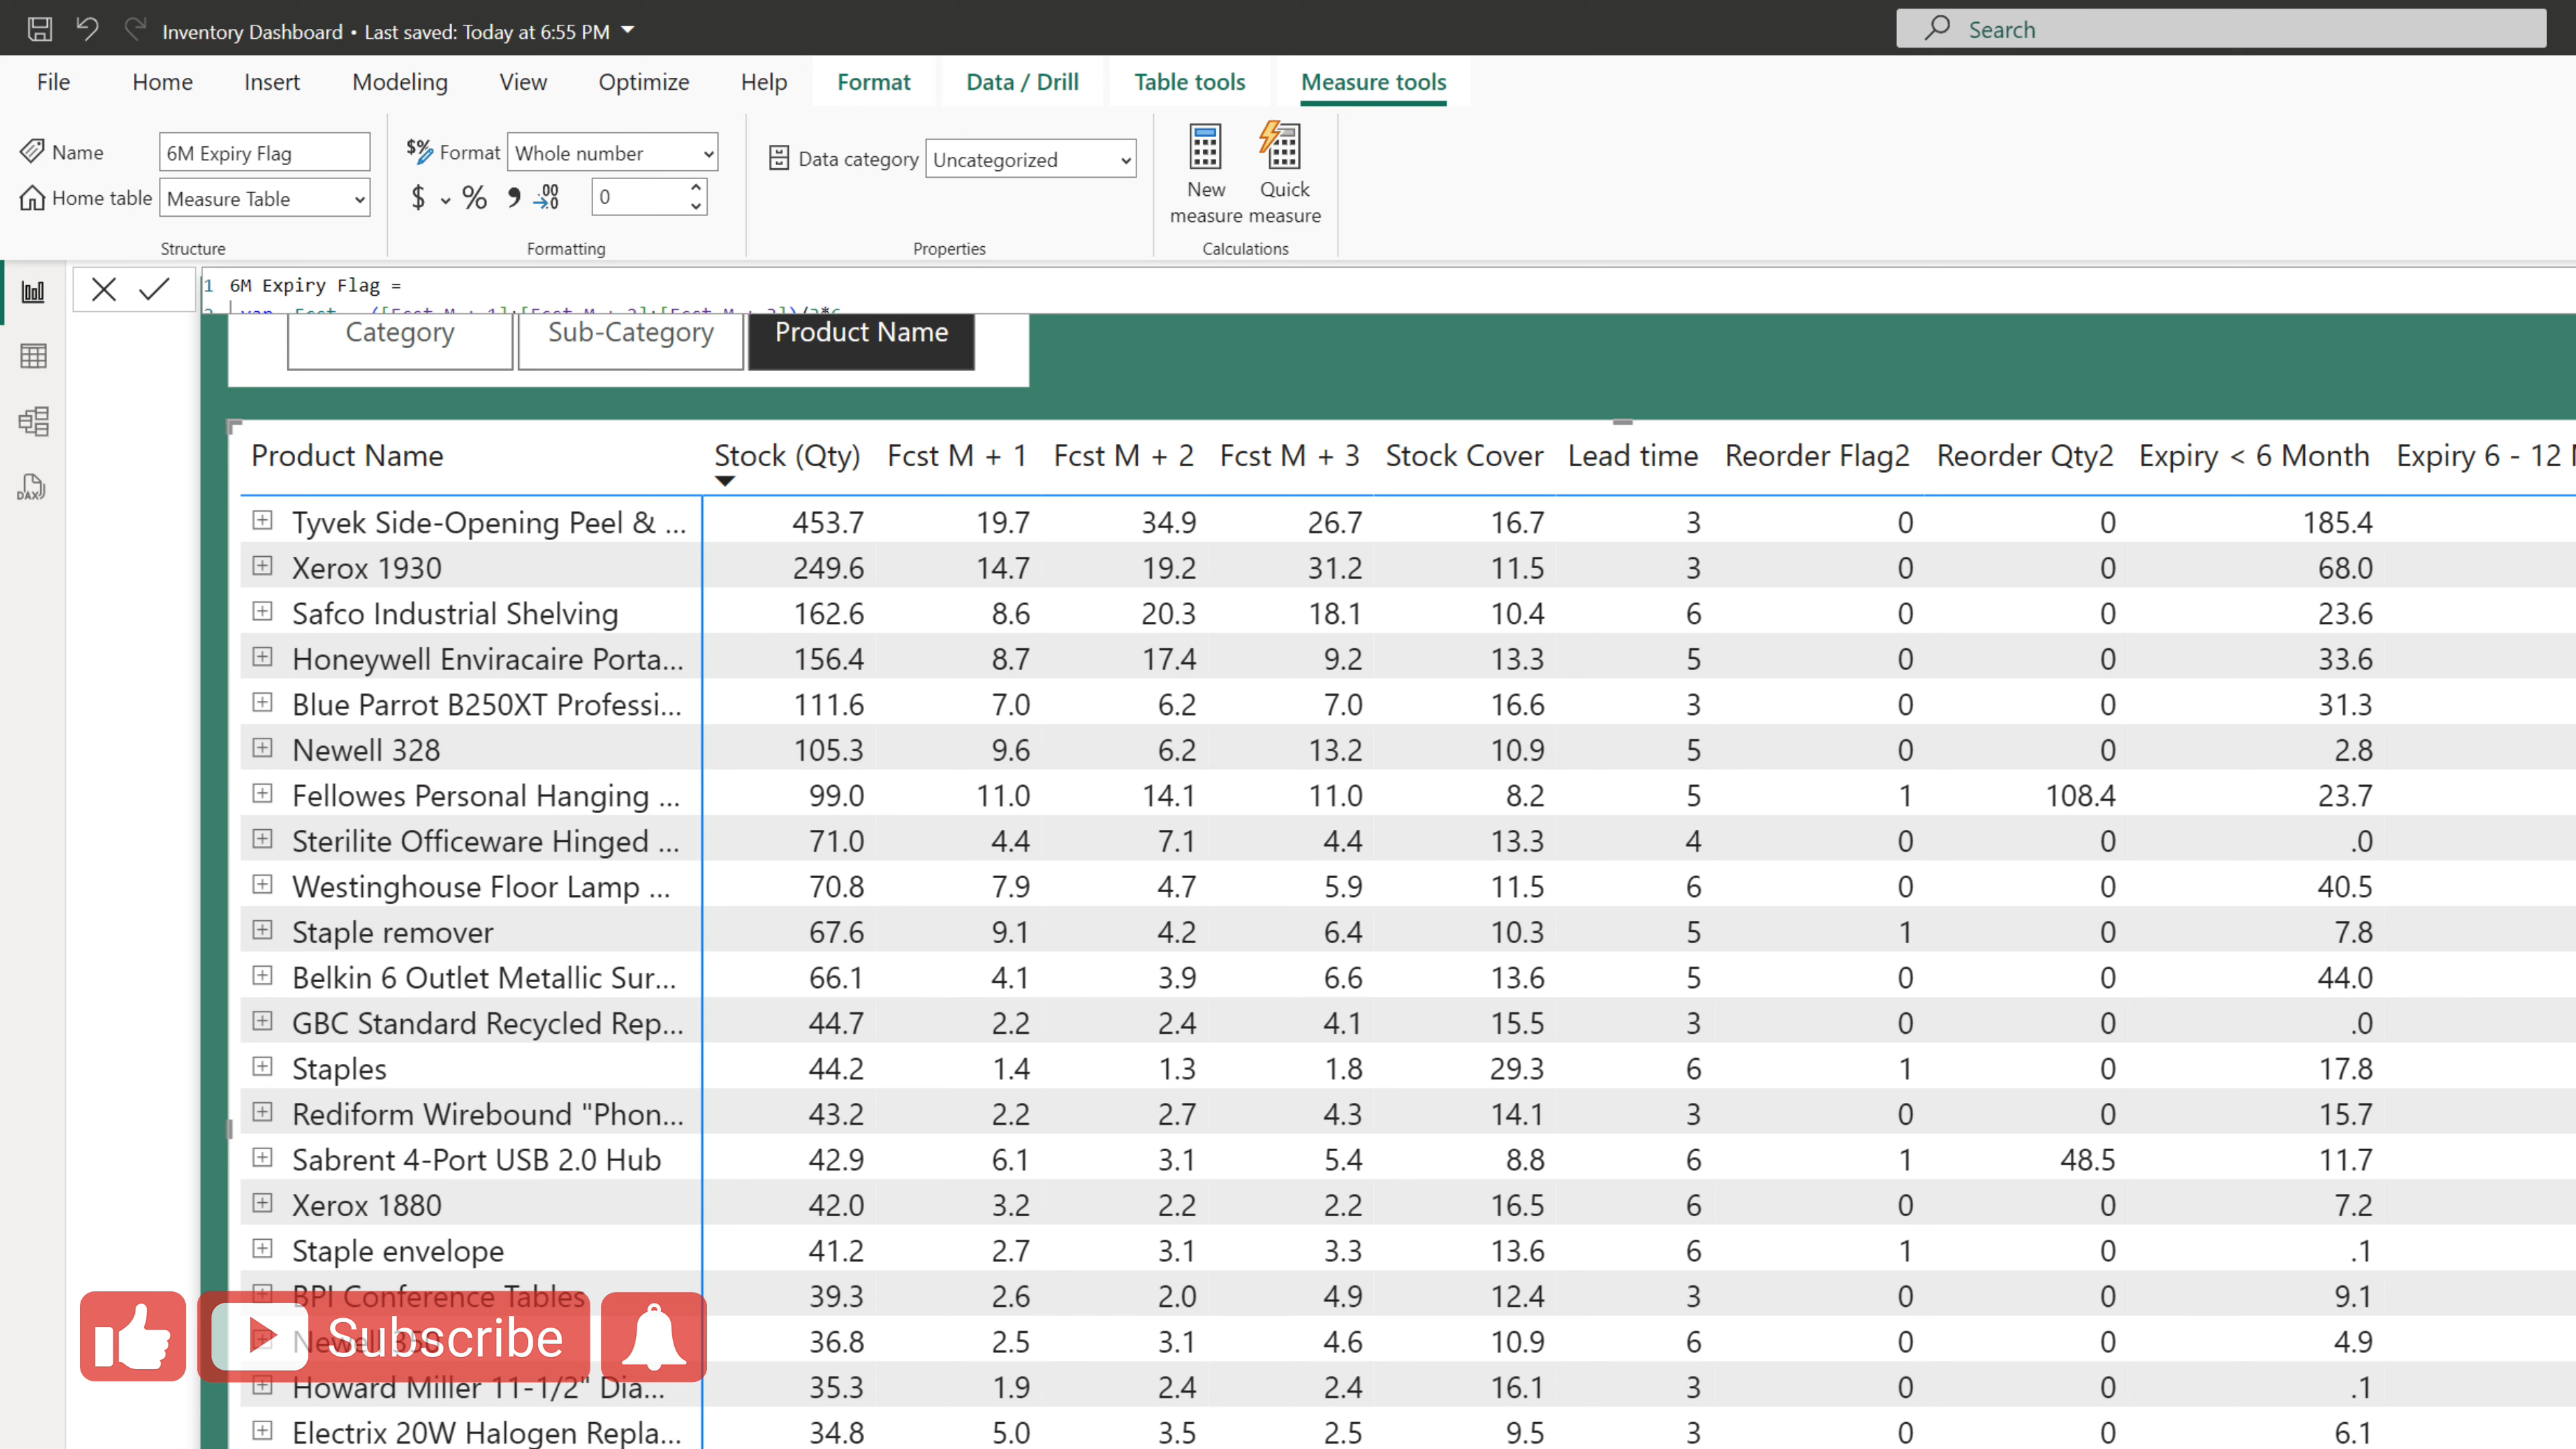 Inventory Dashboard • Last saved: Today at 6:55 PM
Search
File Home Insert Modeling View Optimize Help Format Data / Drill Table tools Measure tools
Name 6M Expiry Flag
Home table Measure Table
Structure
Format Whole number
$ % 0
Formatting
Data category Uncategorized
Properties
New measure
Quick measure
Calculations
1 6M Expiry Flag =
Category Sub-Category Product Name
Product Name Stock (Qty) Fcst M + 1 Fcst M + 2 Fcst M + 3 Stock Cover Lead time Reorder Flag2 Reorder Qty2 Expiry < 6 Month Expiry 6 - 12
Tyvek Side-Opening Peel & ... 453.7 19.7 34.9 26.7 16.7 3 0 0 185.4
Xerox 1930 249.6 14.7 19.2 31.2 11.5 3 0 0 68.0
Safco Industrial Shelving 162.6 8.6 20.3 18.1 10.4 6 0 0 23.6
Honeywell Enviracaire Porta... 156.4 8.7 17.4 9.2 13.3 5 0 0 33.6
Blue Parrot B250XT Professi... 111.6 7.0 6.2 7.0 16.6 3 0 0 31.3
Newell 328 105.3 9.6 6.2 13.2 10.9 5 0 0 2.8
Fellowes Personal Hanging ... 99.0 11.0 14.1 11.0 8.2 5 1 108.4 23.7
Sterilite Officeware Hinged ... 71.0 4.4 7.1 4.4 13.3 4 0 0 .0
Westinghouse Floor Lamp ... 70.8 7.9 4.7 5.9 11.5 6 0 0 40.5
Staple remover 67.6 9.1 4.2 6.4 10.3 5 1 0 7.8
Belkin 6 Outlet Metallic Sur... 66.1 4.1 3.9 6.6 13.6 5 0 0 44.0
GBC Standard Recycled Rep... 44.7 2.2 2.4 4.1 15.5 3 0 0 .0
Staples 44.2 1.4 1.3 1.8 29.3 6 1 0 17.8
Rediform Wirebound "Phon... 43.2 2.2 2.7 4.3 14.1 3 0 0 15.7
Sabrent 4-Port USB 2.0 Hub 42.9 6.1 3.1 5.4 8.8 6 1 48.5 11.7
Xerox 1880 42.0 3.2 2.2 2.2 16.5 6 0 0 7.2
Staple envelope 41.2 2.7 3.1 3.3 13.6 6 1 0 .1
BPI Conference Tables 39.3 2.6 2.0 4.9 12.4 3 0 0 9.1
Newell 350 36.8 2.5 3.1 4.6 10.9 6 0 0 4.9
Howard Miller 11-1/2" Dia... 35.3 1.9 2.4 2.4 16.1 3 0 0 .1
Electrix 20W Halogen Repla... 34.8 5.0 3.5 2.5 9.5 3 0 0 6.1
Subscribe
DAX